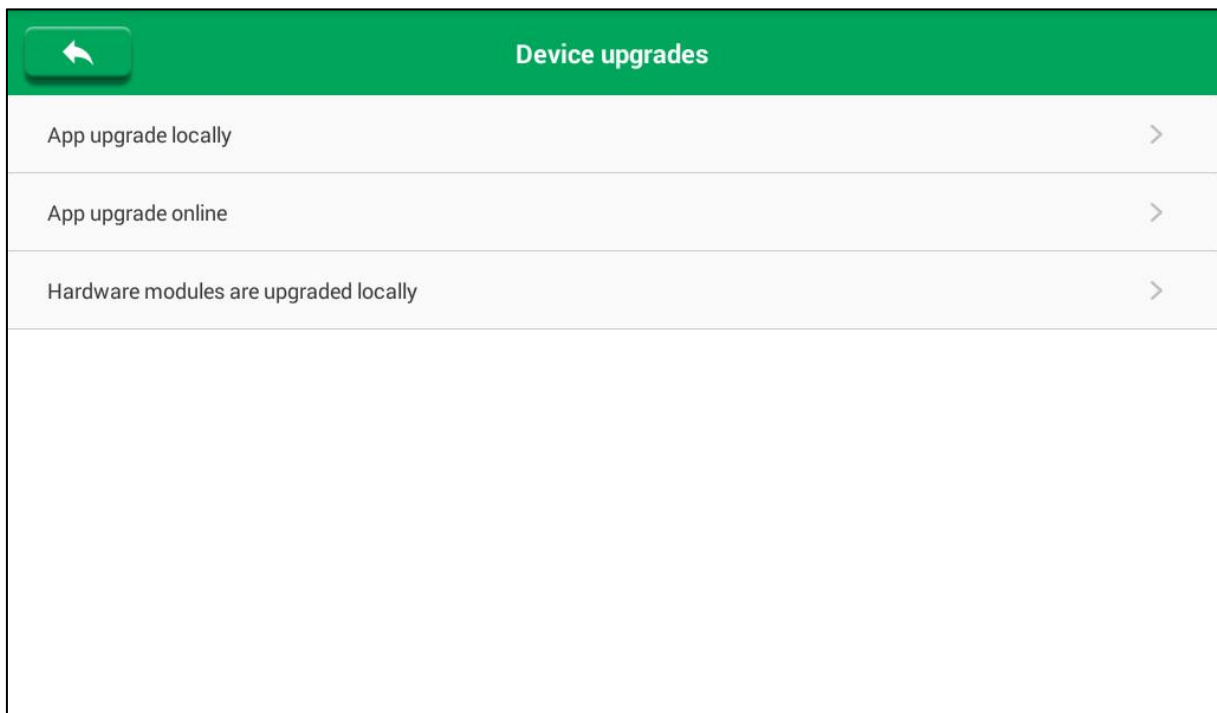 Device upgrades
App upgrade locally
App upgrade online
Hardware modules are upgraded locally